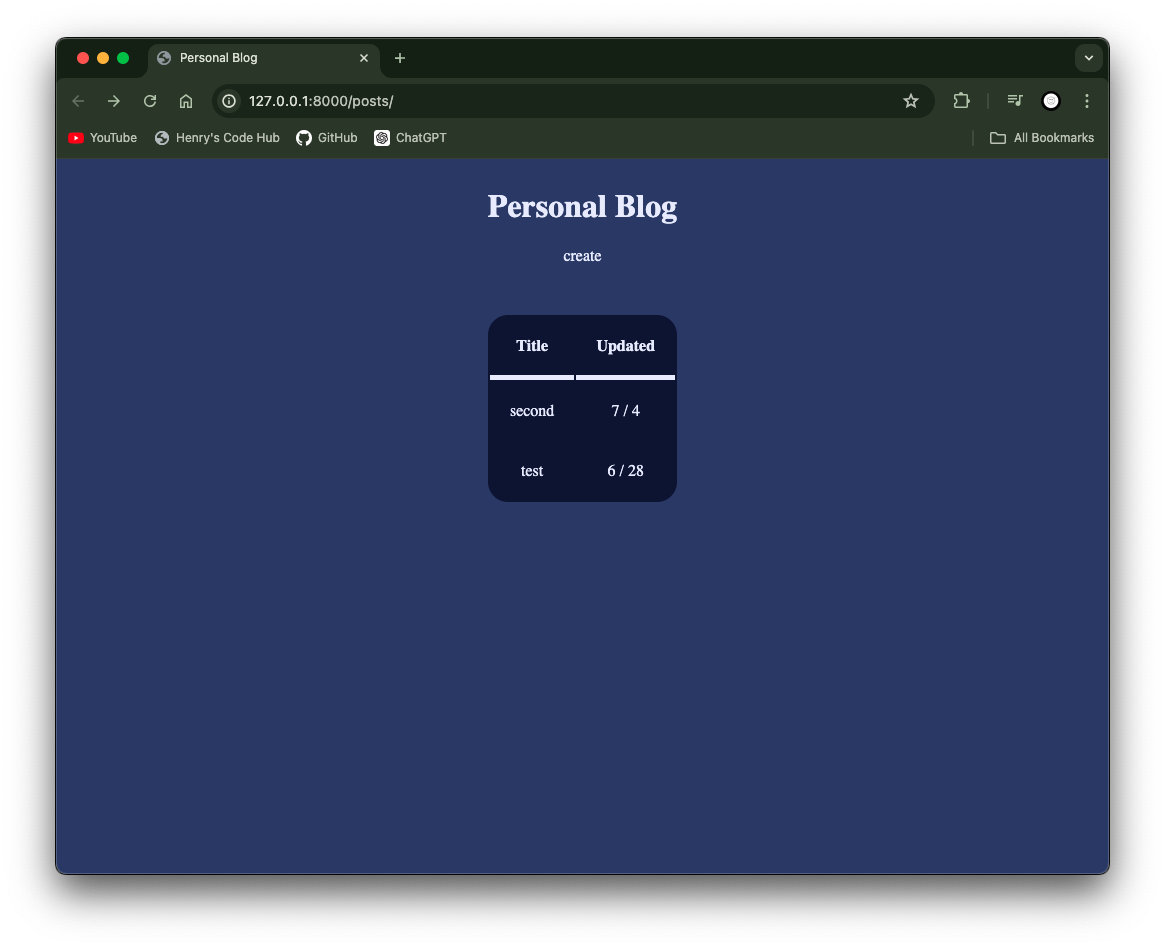 Personal Blog
127.0.0.1:8000/posts/
YouTube Henry's Code Hub GitHub ChatGPT All Bookmarks
Personal Blog
create
Title Updated
second 7 / 4
test 6 / 28